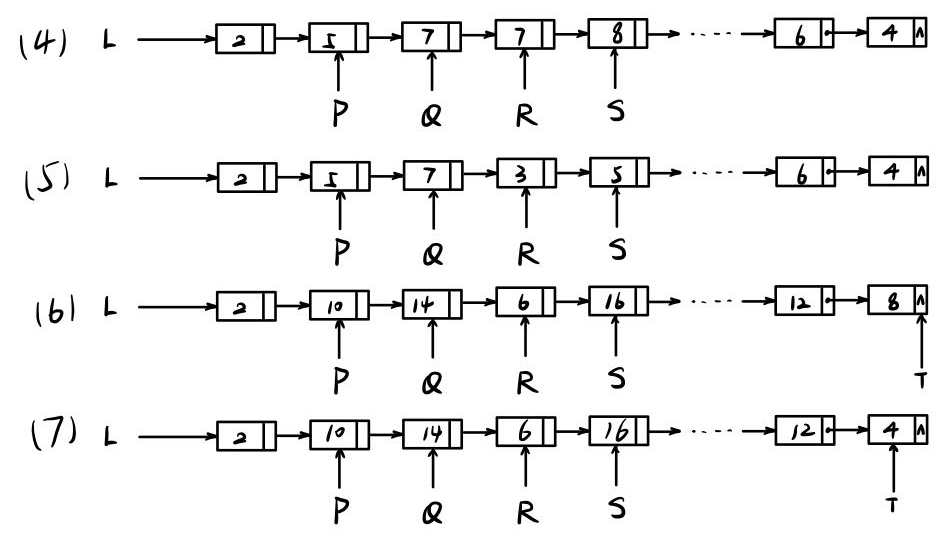 (4) L 2 5 7 7 8 ---- 6 4 ∧
P Q R S
(5) L 2 5 7 3 5 ---- 6 4 ∧
P Q R S
(6) L 2 10 14 6 16 ---- 12 8 ∧
P Q R S T
(7) L 2 10 14 6 16 ---- 12 4 ∧
P Q R S T